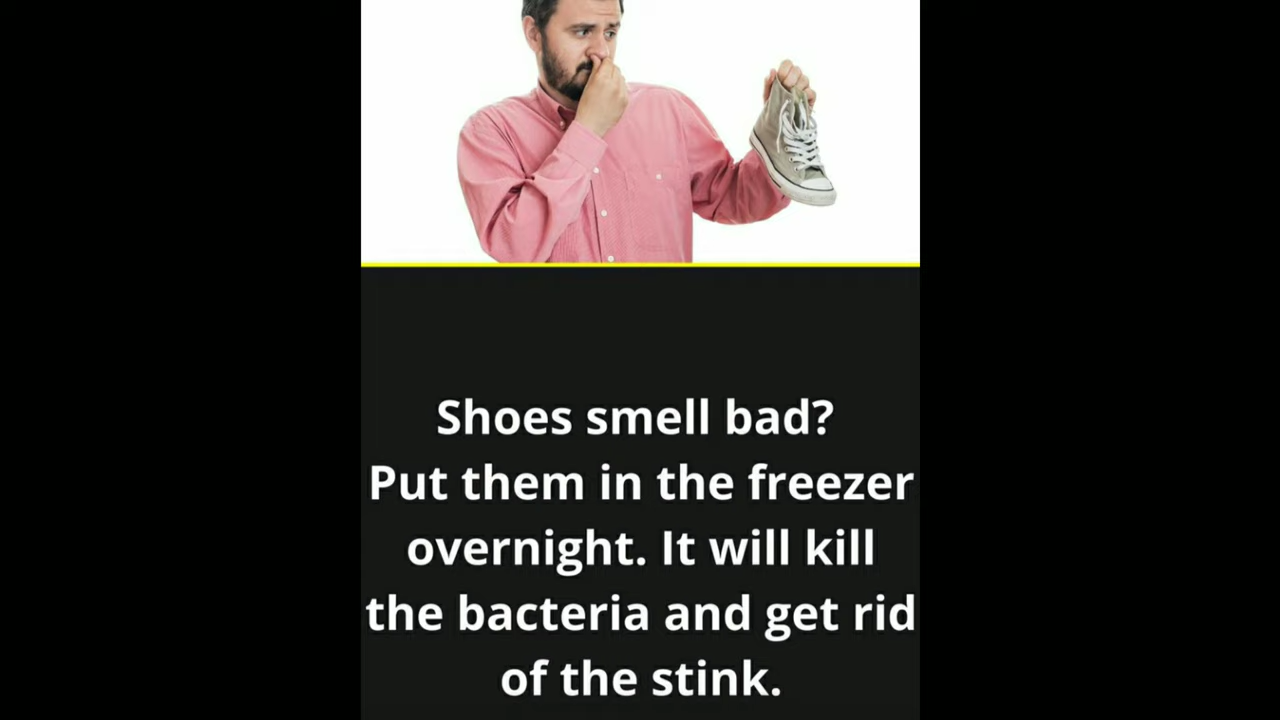 Shoes smell bad?
Put them in the freezer
overnight. It will kill
the bacteria and get rid
of the stink.